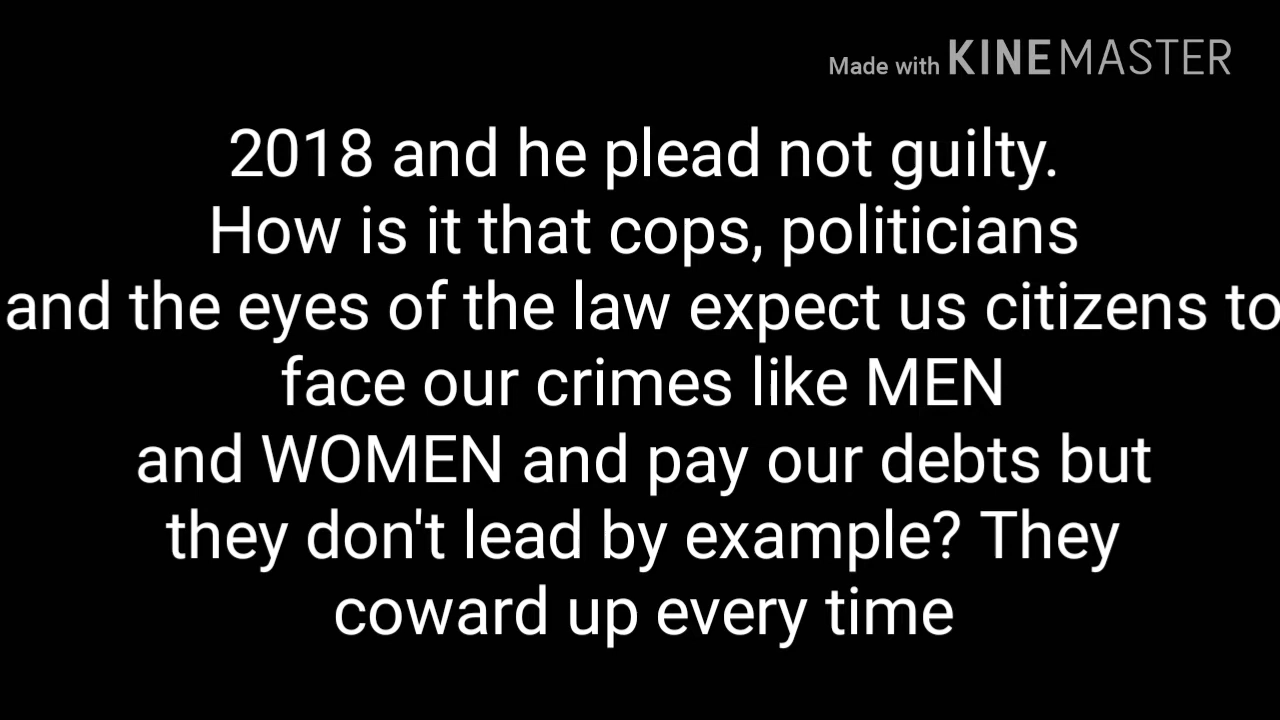 Made with KINEMASTER
2018 and he plead not guilty.
How is it that cops, politicians
and the eyes of the law expect us citizens to
face our crimes like MEN
and WOMEN and pay our debts but
they don't lead by example? They
coward up every time